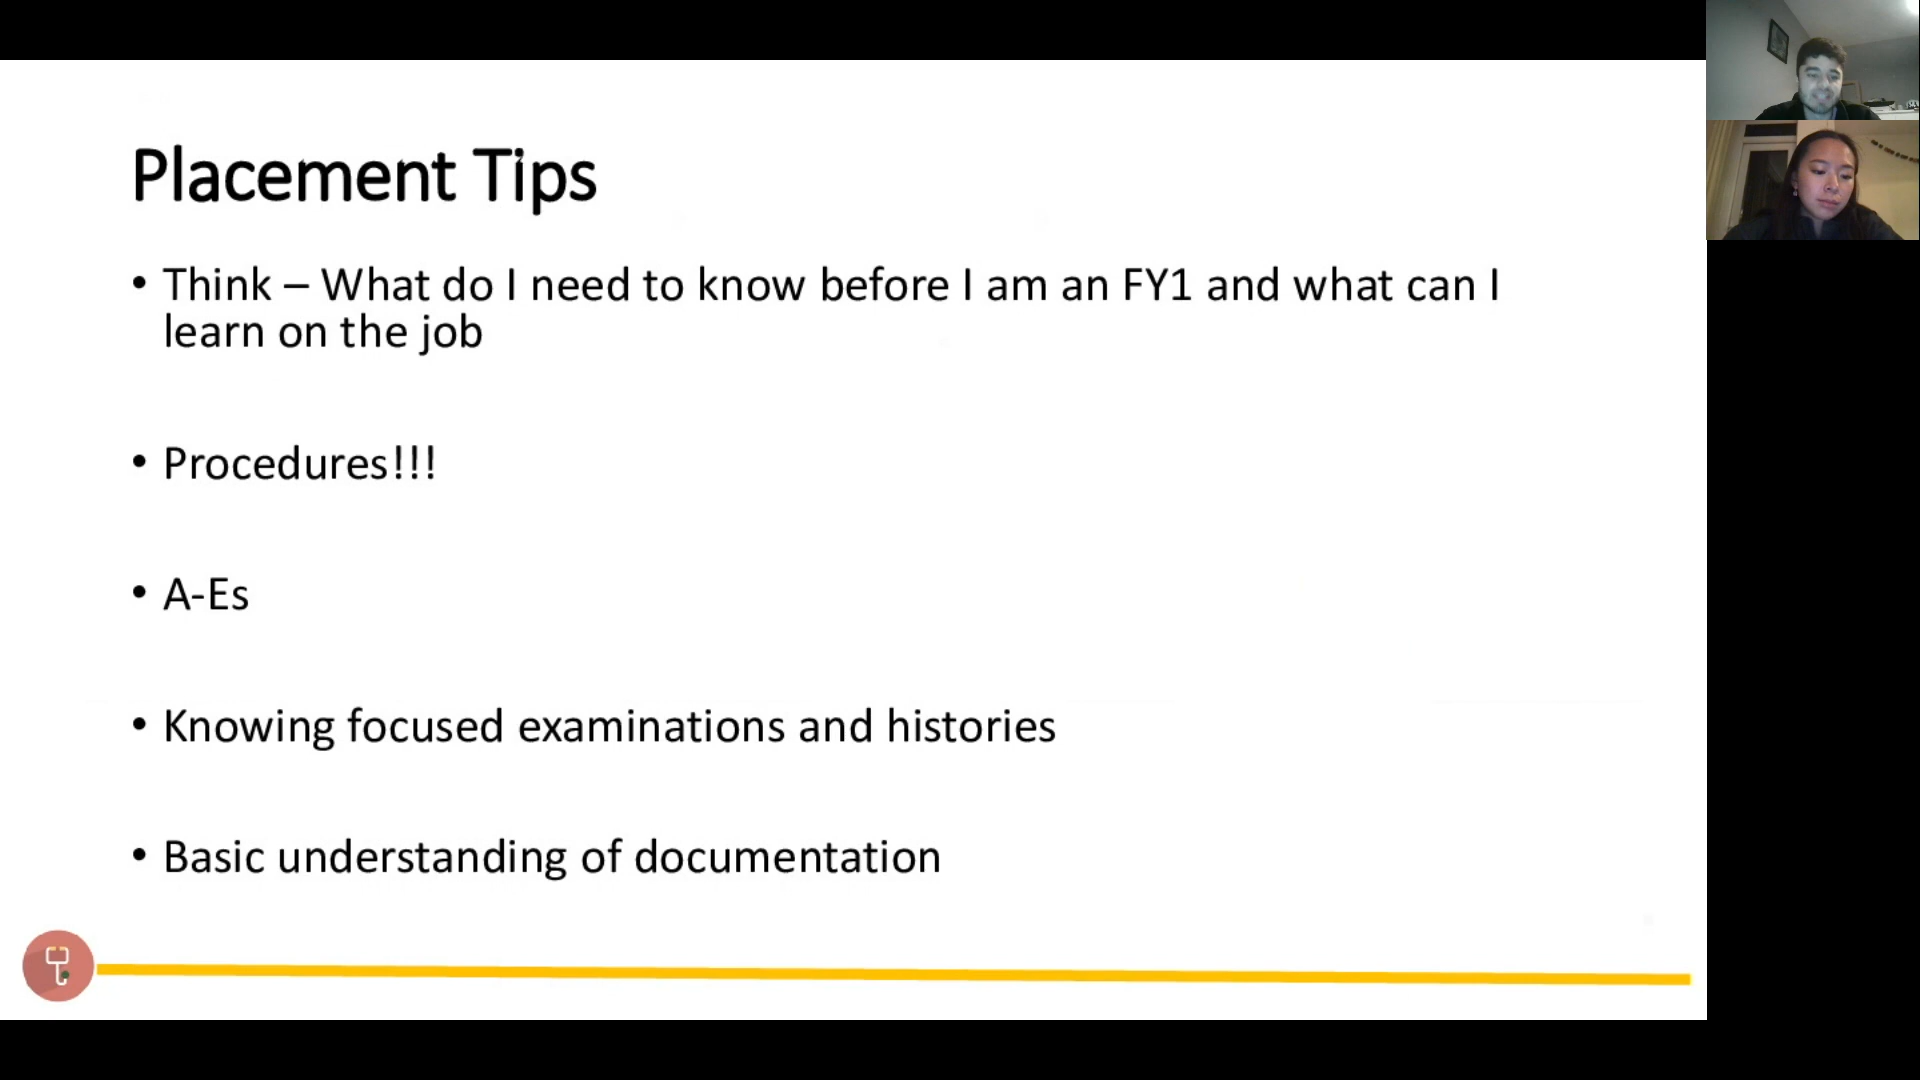 Placement Tips
• Think – What do I need to know before I am an FY1 and what can I
learn on the job
• Procedures!!!
• A-Es
• Knowing focused examinations and histories
• Basic understanding of documentation